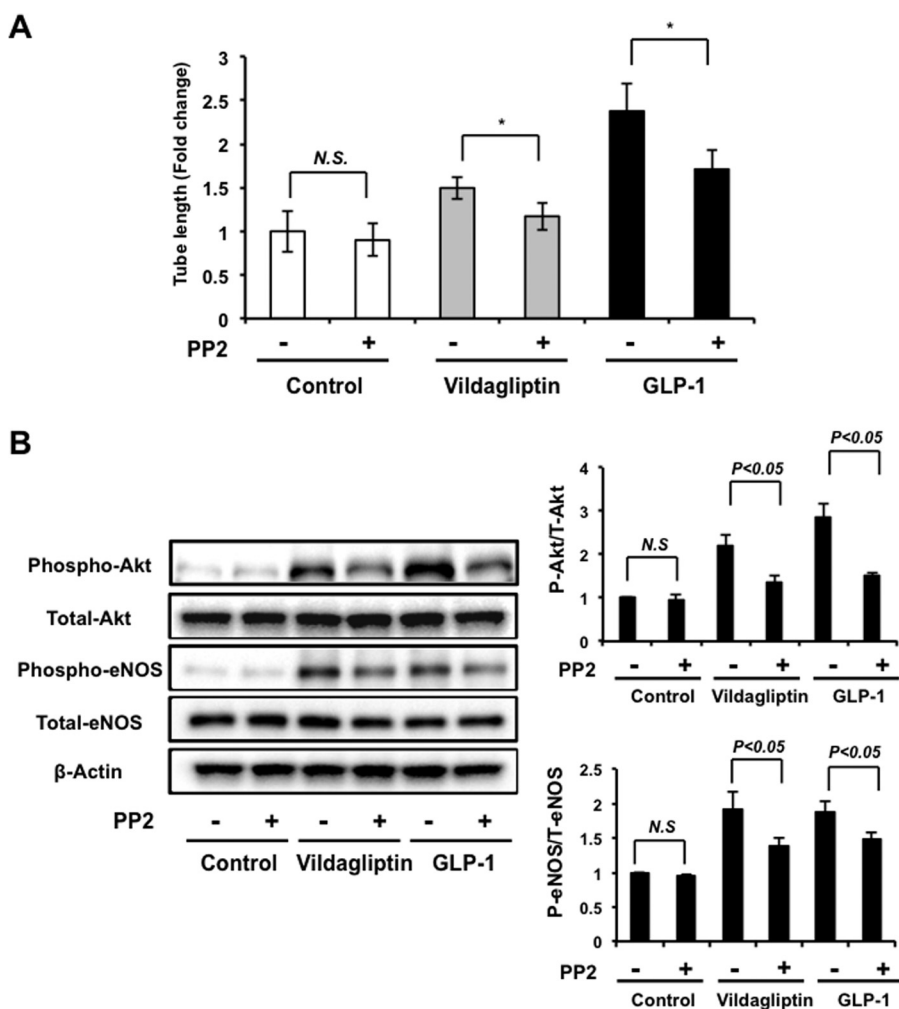 A
Tube length (Fold change)
3
2.5
2
1.5
1
0.5
0
N.S.
*
*
PP2 - + - + - +
Control Vildagliptin GLP-1
B
Phospho-Akt
Total-Akt
Phospho-eNOS
Total-eNOS
β-Actin
PP2 - + - + - +
Control Vildagliptin GLP-1
P-Akt/T-Akt
4
3
2
1
0
N.S
P<0.05
P<0.05
PP2 - + - + - +
Control Vildagliptin GLP-1
P-eNOS/T-eNOS
2.5
2
1.5
1
0.5
0
N.S
P<0.05
P<0.05
PP2 - + - + - +
Control Vildagliptin GLP-1